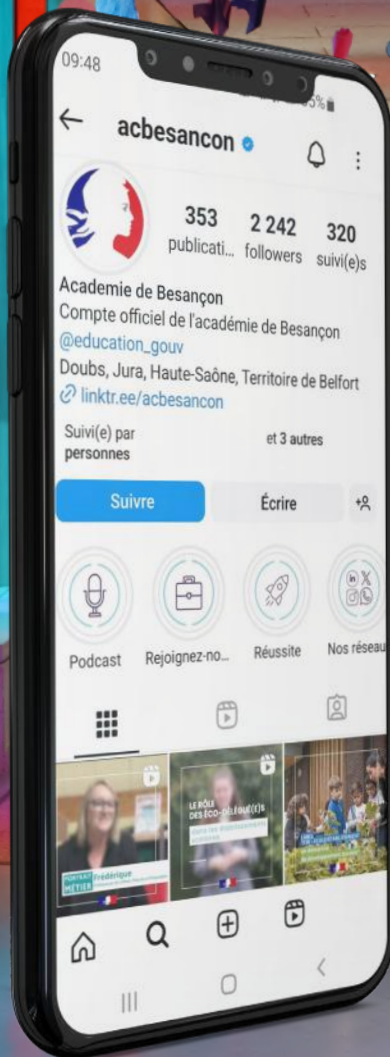 09:48
5%
acbesancon
353
2 242
320
publicati...
followers
suivi(e)s
Academie de Besançon
Compte officiel de l'académie de Besançon
@education_gouv
Doubs, Jura, Haute-Saône, Territoire de Belfort
linktr.ee/acbesancon
Suivi(e) par
personnes
et 3 autres
Suivre
Écrire
Podcast
Rejoignez-no...
Réussite
Nos réseau
PORTRAIT
MÉTIER
Frédérique
LE RÔLE
DES ÉCO-DÉLÉGUÉ(E)S